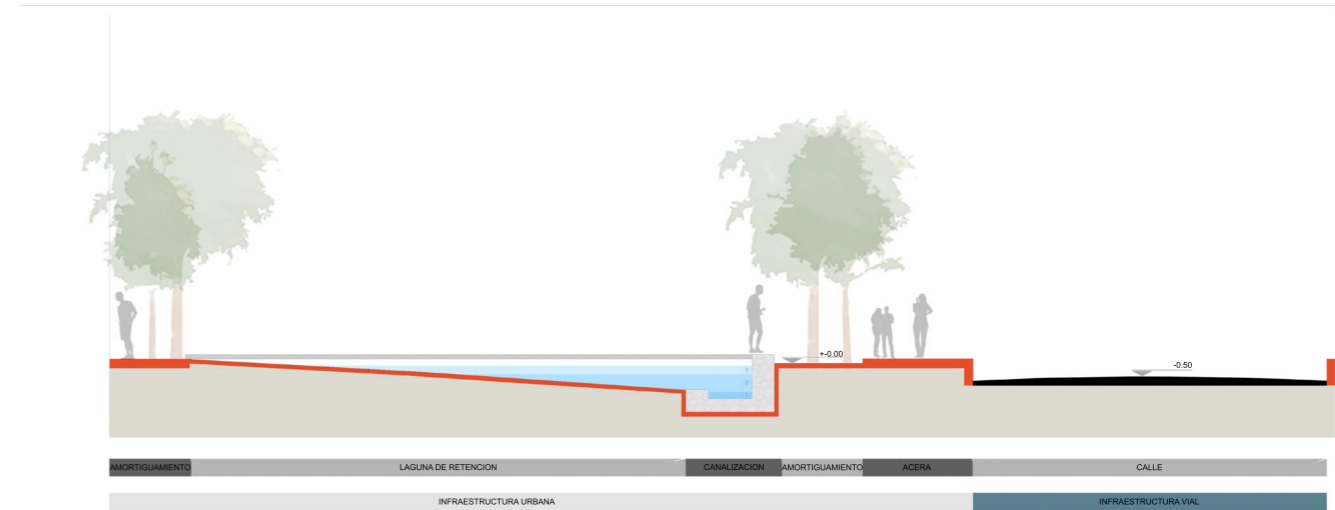 +-0.00
-0.50
AMORTIGUAMIENTO
LAGUNA DE RETENCION
CANALIZACION
AMORTIGUAMIENTO
ACERA
CALLE
INFRAESTRUCTURA URBANA
INFRAESTRUCTURA VIAL